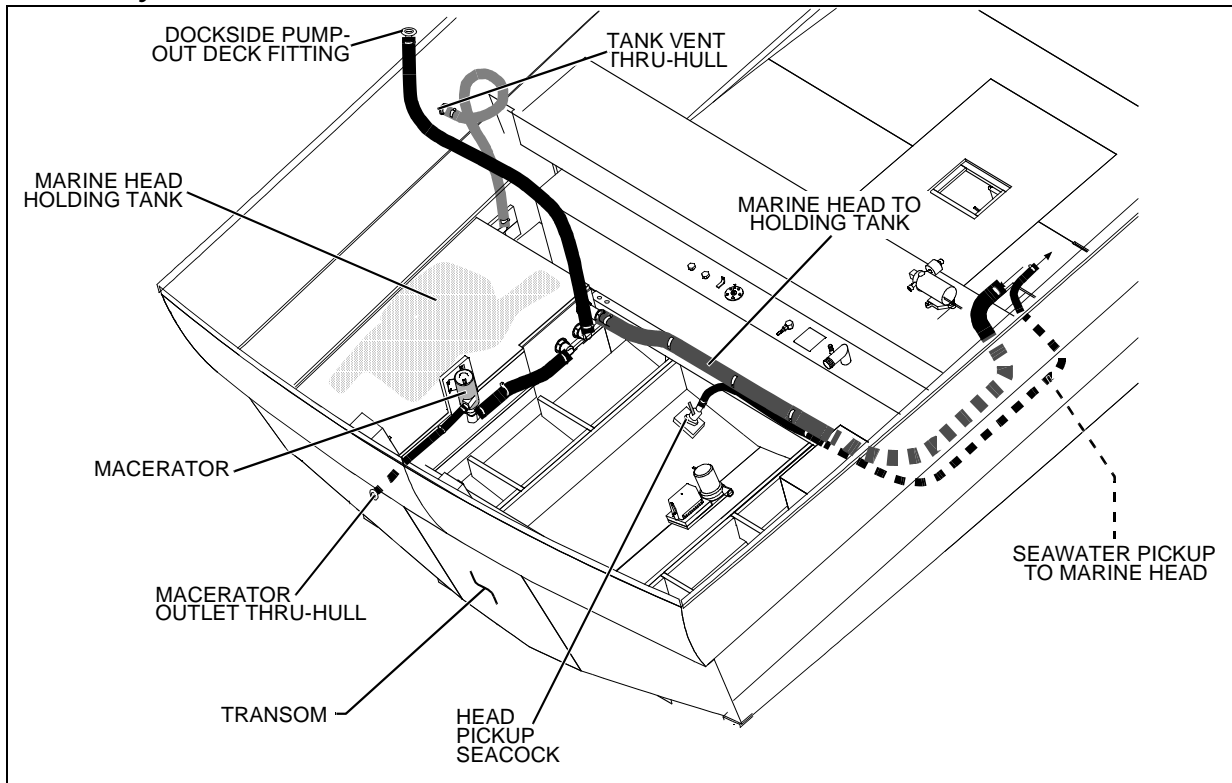 DOCKSIDE PUMP-
OUT DECK FITTING
TANK VENT
THRU-HULL
MARINE HEAD
HOLDING TANK
MARINE HEAD TO
HOLDING TANK
MACERATOR
SEAWATER PICKUP
TO MARINE HEAD
MACERATOR
OUTLET THRU-HULL
TRANSOM
HEAD
PICKUP
SEACOCK